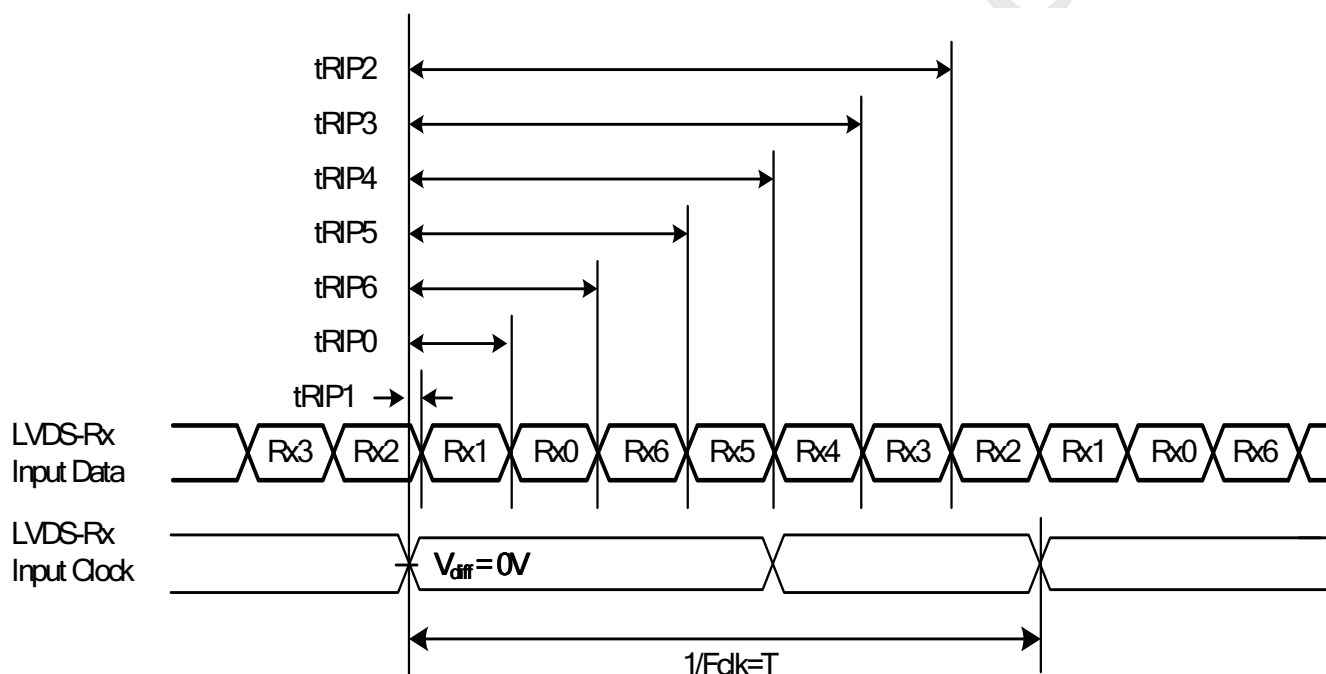 tRIP2
tRIP3
tRIP4
tRIP5
tRIP6
tRIP0
tRIP1
LVDS-Rx
Input Data
Rx3 Rx2 Rx1 Rx0 Rx6 Rx5 Rx4 Rx3 Rx2 Rx1 Rx0 Rx6
LVDS-Rx
Input Clock
Vdiff = 0V
1/Fclk=T